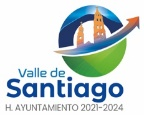 Valle de
Santiago
H. AYUNTAMIENTO 2021-2024